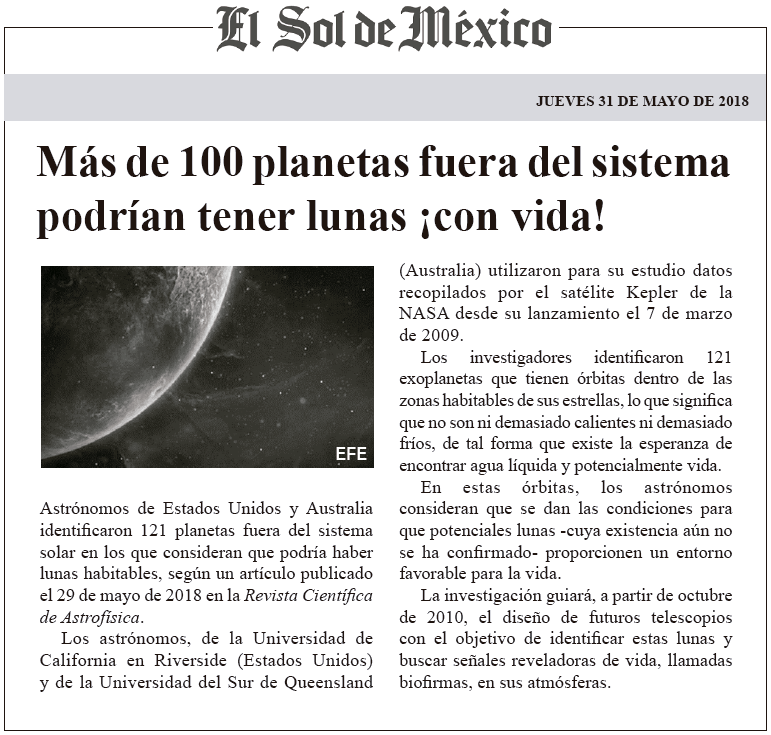 El Sol de México
JUEVES 31 DE MAYO DE 2018
Más de 100 planetas fuera del sistema
podrían tener lunas ¡con vida!
EFE
Astrónomos de Estados Unidos y Australia
identificaron 121 planetas fuera del sistema
solar en los que consideran que podría haber
lunas habitables, según un artículo publicado
el 29 de mayo de 2018 en la Revista Científica
de Astrofísica.
Los astrónomos, de la Universidad de
California en Riverside (Estados Unidos)
y de la Universidad del Sur de Queensland
(Australia) utilizaron para su estudio datos
recopilados por el satélite Kepler de la
NASA desde su lanzamiento el 7 de marzo
de 2009.
Los investigadores identificaron 121
exoplanetas que tienen órbitas dentro de las
zonas habitables de sus estrellas, lo que significa
que no son ni demasiado calientes ni demasiado
fríos, de tal forma que existe la esperanza de
encontrar agua líquida y potencialmente vida.
En estas órbitas, los astrónomos
consideran que se dan las condiciones para
que potenciales lunas -cuya existencia aún no
se ha confirmado- proporcionen un entorno
favorable para la vida.
La investigación guiará, a partir de octubre
de 2010, el diseño de futuros telescopios
con el objetivo de identificar estas lunas y
buscar señales reveladoras de vida, llamadas
biofirmas, en sus atmósferas.